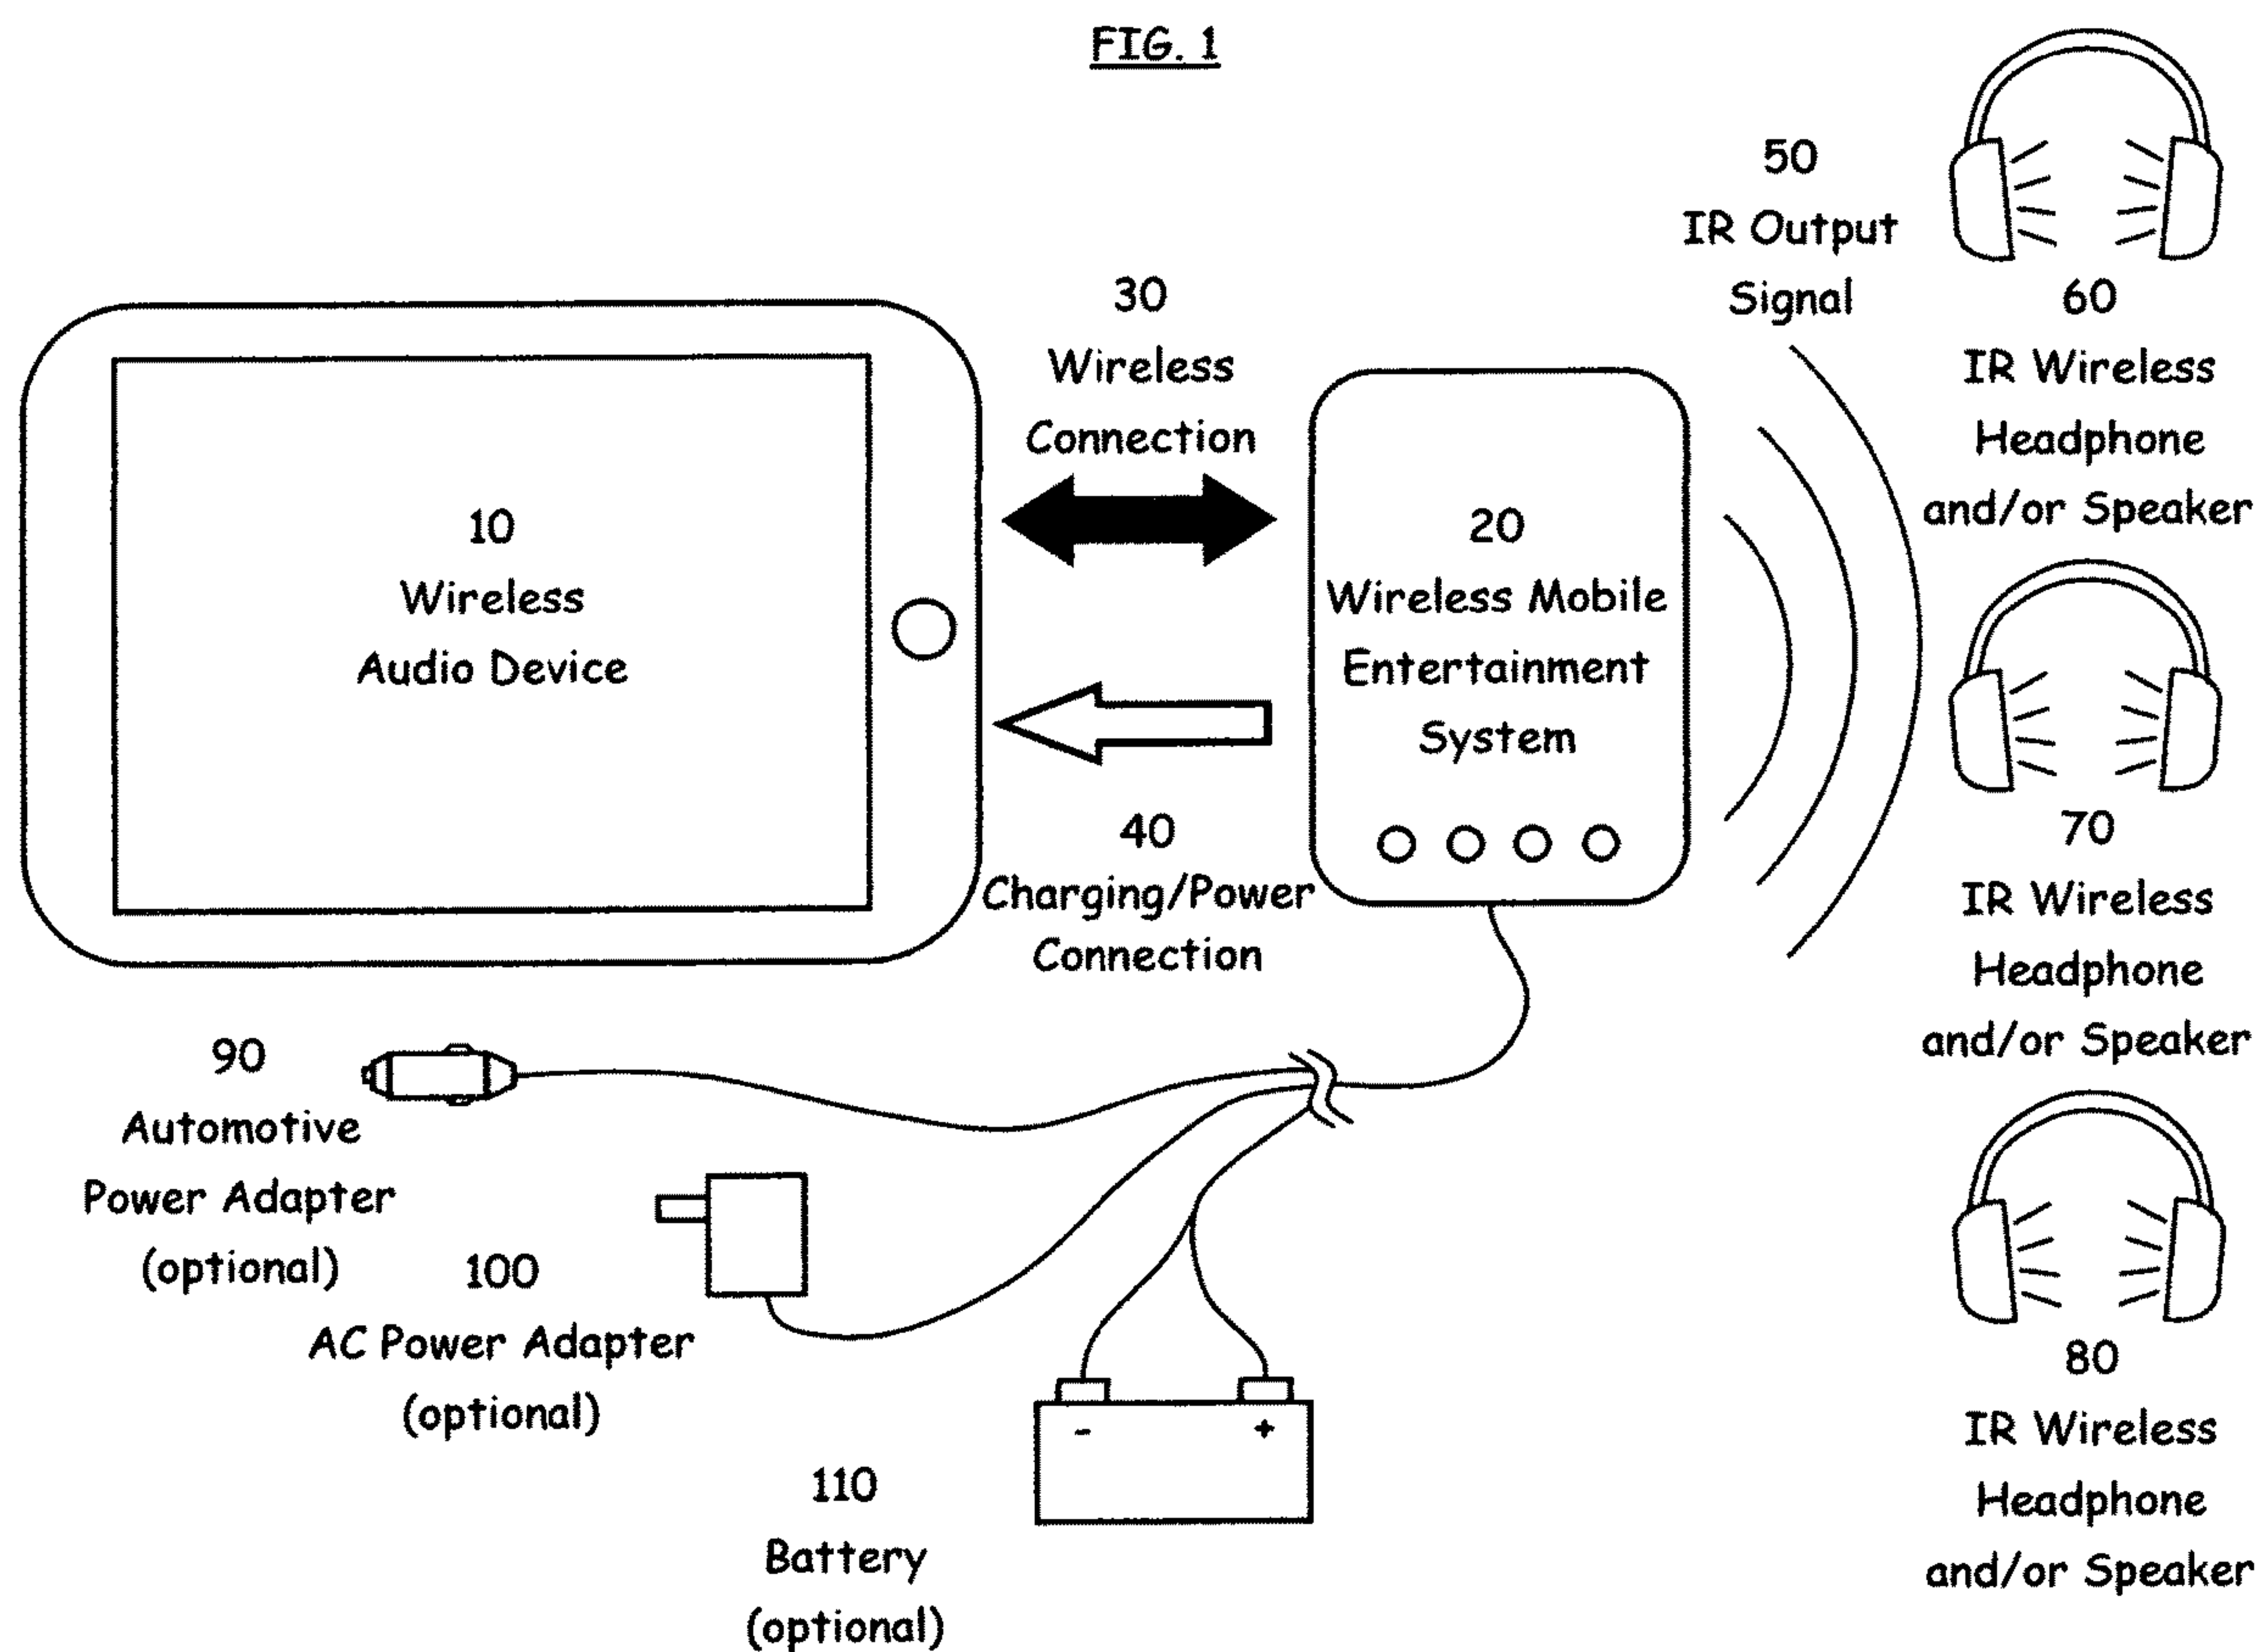 FIG. 1
50
IR Output
Signal
60
IR Wireless
Headphone
and/or Speaker
30
Wireless
Connection
10
Wireless
Audio Device
20
Wireless Mobile
Entertainment
System
40
Charging/Power
Connection
70
IR Wireless
Headphone
and/or Speaker
90
Automotive
Power Adapter
(optional)
100
AC Power Adapter
(optional)
110
Battery
(optional)
- +
80
IR Wireless
Headphone
and/or Speaker